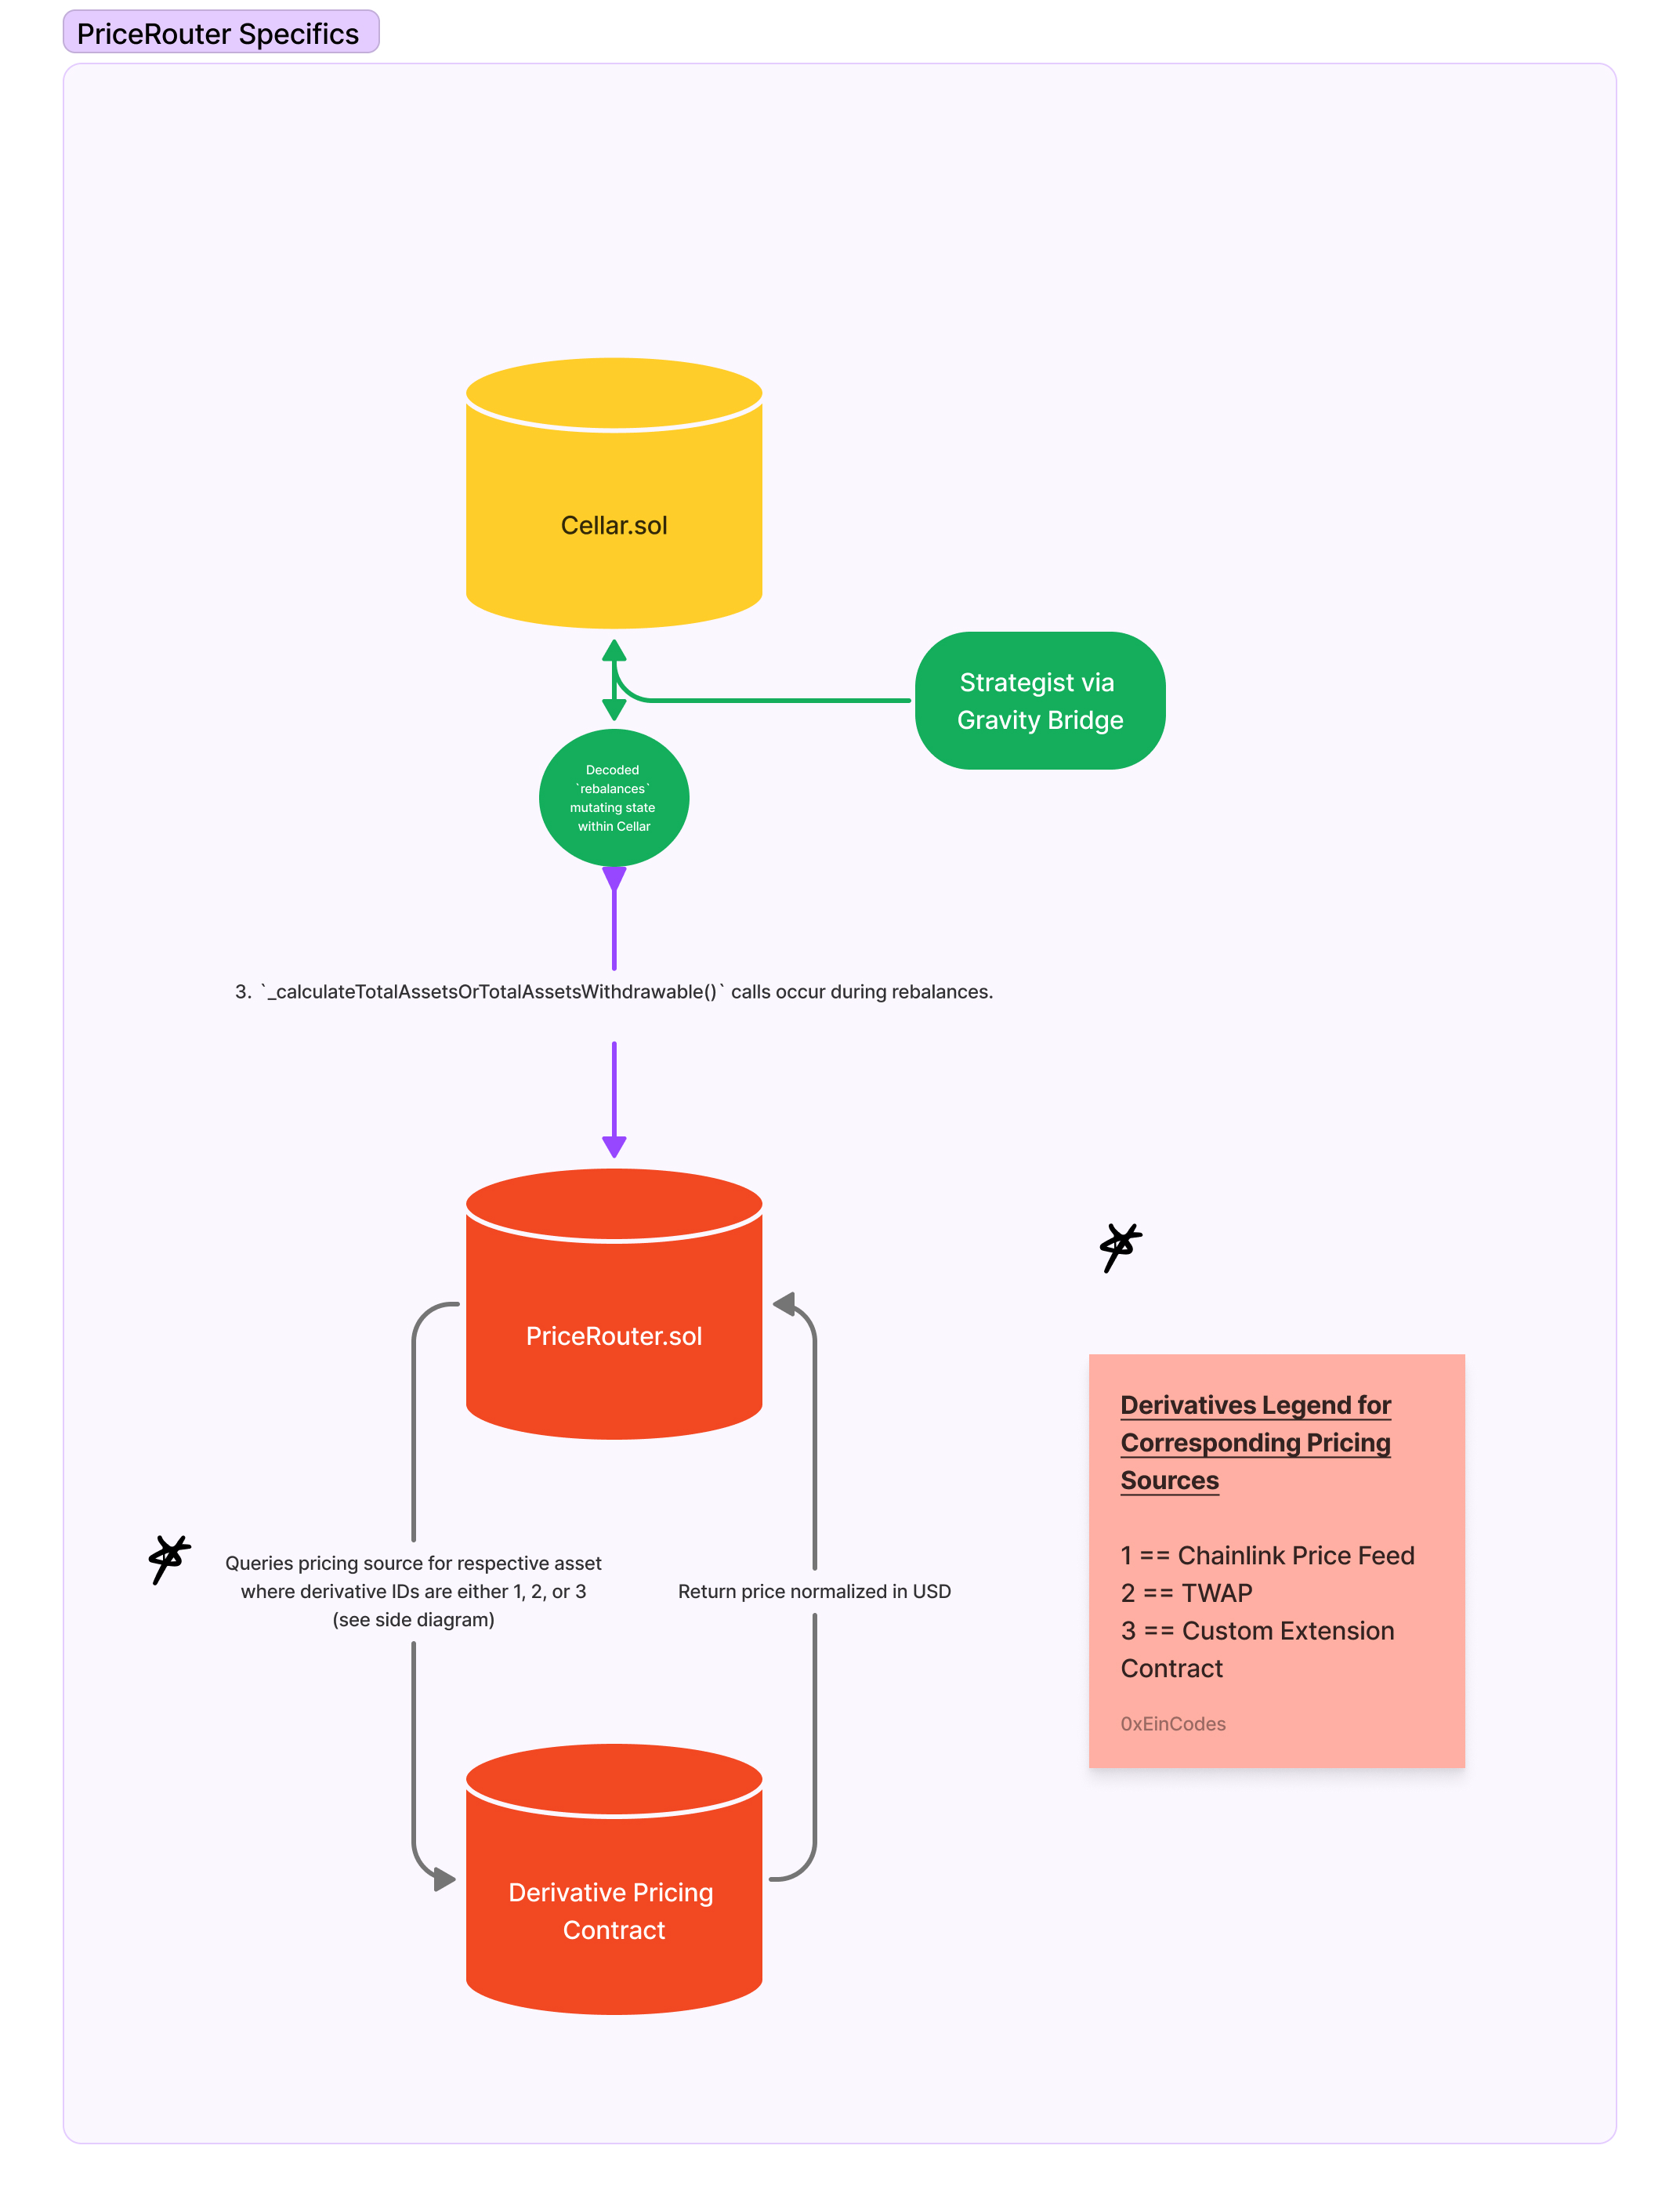 PriceRouter Specifics
Cellar.sol
Strategist via
Gravity Bridge
Decoded
`rebalances`
mutating state
within Cellar
3. `_calculateTotalAssetsOrTotalAssetsWithdrawable()` calls occur during rebalances.
PriceRouter.sol
Queries pricing source for respective asset
where derivative IDs are either 1, 2, or 3
(see side diagram)
Return price normalized in USD
Derivatives Legend for
Corresponding Pricing
Sources
1 == Chainlink Price Feed
2 == TWAP
3 == Custom Extension
Contract
0xEinCodes
Derivative Pricing
Contract